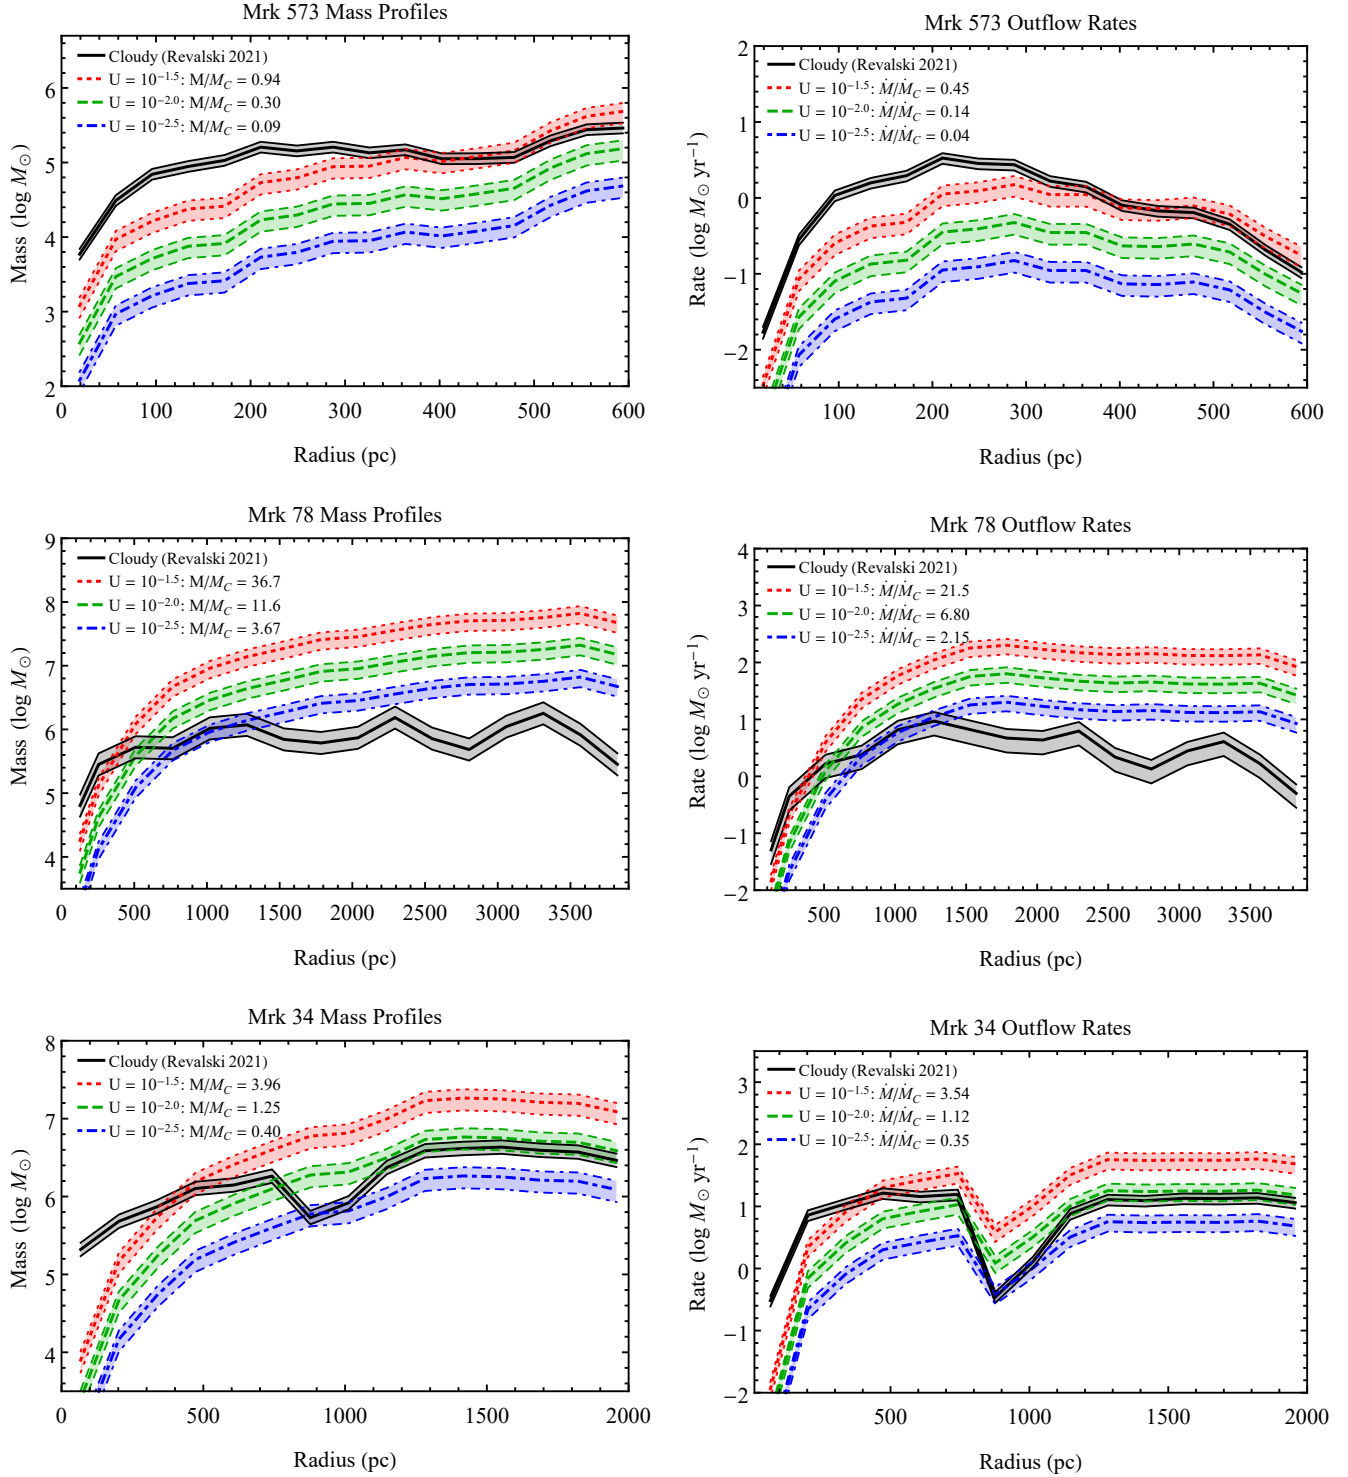 Mrk 573 Mass Profiles
Cloudy (Revalski 2021)
U = 10^−1.5: M/M_C = 0.94
U = 10^−2.0: M/M_C = 0.30
U = 10^−2.5: M/M_C = 0.09
Mass (log M⊙)
6
5
4
3
2
0 100 200 300 400 500 600
Radius (pc)
Mrk 573 Outflow Rates
Cloudy (Revalski 2021)
U = 10^−1.5: Ṁ/Ṁ_C = 0.45
U = 10^−2.0: Ṁ/Ṁ_C = 0.14
U = 10^−2.5: Ṁ/Ṁ_C = 0.04
Rate (log M⊙ yr^−1)
2
1
0
−1
−2
100 200 300 400 500 600
Radius (pc)
Mrk 78 Mass Profiles
Cloudy (Revalski 2021)
U = 10^−1.5: M/M_C = 36.7
U = 10^−2.0: M/M_C = 11.6
U = 10^−2.5: M/M_C = 3.67
Mass (log M⊙)
9
8
7
6
5
4
0 500 1000 1500 2000 2500 3000 3500
Radius (pc)
Mrk 78 Outflow Rates
Cloudy (Revalski 2021)
U = 10^−1.5: Ṁ/Ṁ_C = 21.5
U = 10^−2.0: Ṁ/Ṁ_C = 6.80
U = 10^−2.5: Ṁ/Ṁ_C = 2.15
Rate (log M⊙ yr^−1)
4
3
2
1
0
−1
−2
500 1000 1500 2000 2500 3000 3500
Radius (pc)
Mrk 34 Mass Profiles
Cloudy (Revalski 2021)
U = 10^−1.5: M/M_C = 3.96
U = 10^−2.0: M/M_C = 1.25
U = 10^−2.5: M/M_C = 0.40
Mass (log M⊙)
8
7
6
5
4
0 500 1000 1500 2000
Radius (pc)
Mrk 34 Outflow Rates
Cloudy (Revalski 2021)
U = 10^−1.5: Ṁ/Ṁ_C = 3.54
U = 10^−2.0: Ṁ/Ṁ_C = 1.12
U = 10^−2.5: Ṁ/Ṁ_C = 0.35
Rate (log M⊙ yr^−1)
3
2
1
0
−1
−2
500 1000 1500 2000
Radius (pc)